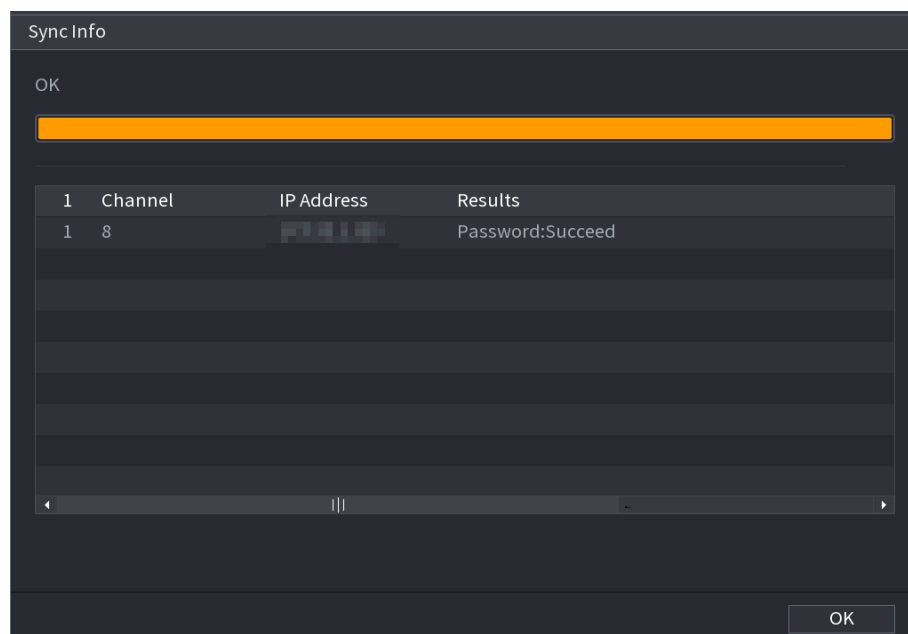 Sync Info
OK
1 Channel IP Address Results
1 8 Password:Succeed
OK